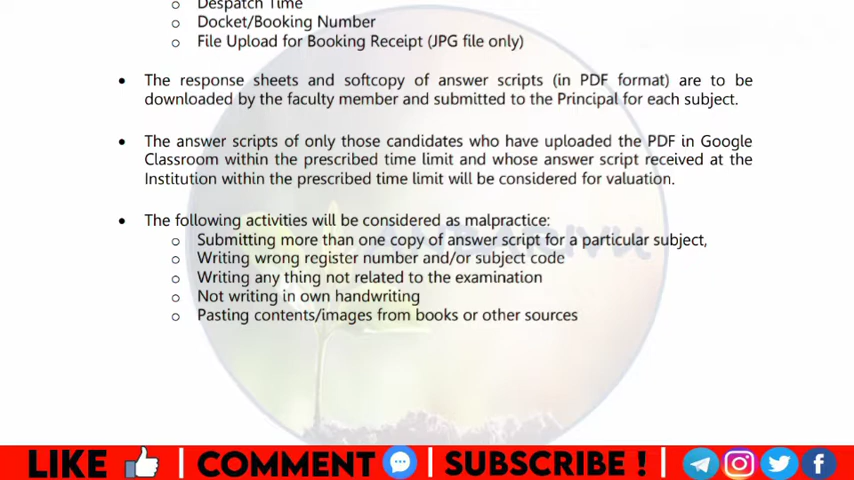 o Despatch Time
o Docket/Booking Number
o File Upload for Booking Receipt (JPG file only)
• The response sheets and softcopy of answer scripts (in PDF format) are to be
downloaded by the faculty member and submitted to the Principal for each subject.
• The answer scripts of only those candidates who have uploaded the PDF in Google
Classroom within the prescribed time limit and whose answer script received at the
Institution within the prescribed time limit will be considered for valuation.
• The following activities will be considered as malpractice:
o Submitting more than one copy of answer script for a particular subject,
o Writing wrong register number and/or subject code
o Writing any thing not related to the examination
o Not writing in own handwriting
o Pasting contents/images from books or other sources
LIKE | COMMENT | SUBSCRIBE ! |